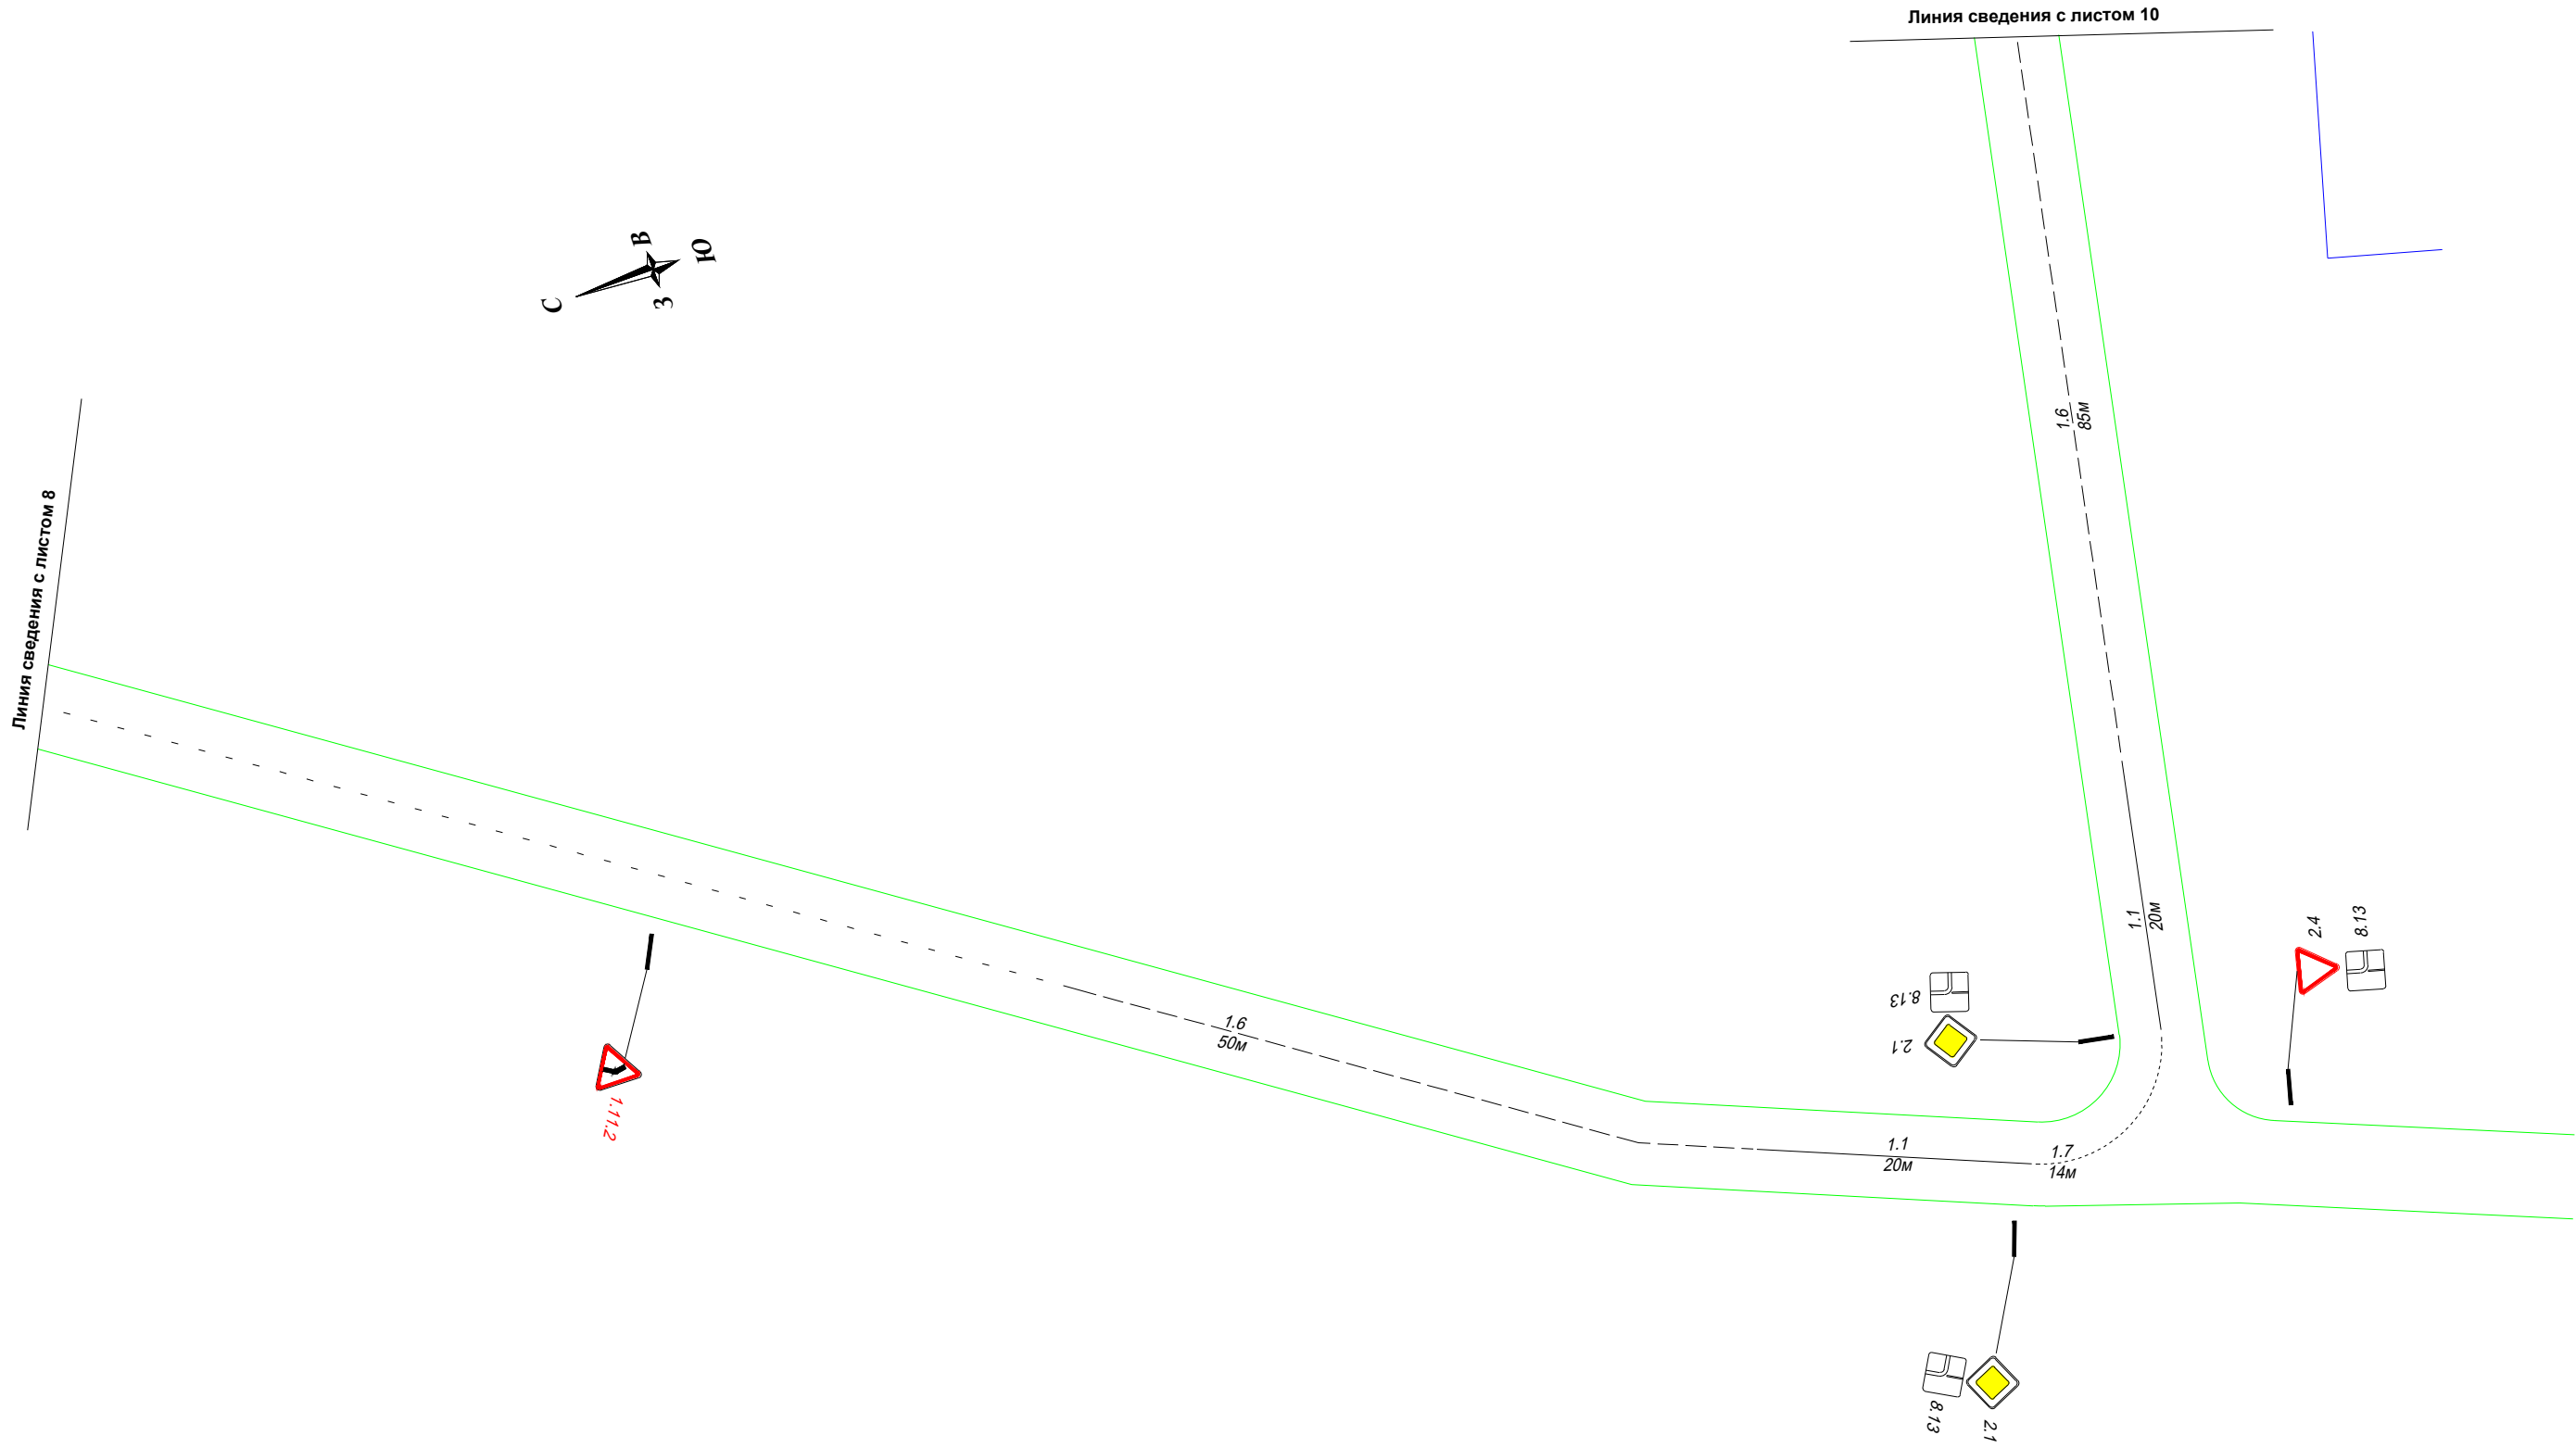 Линия сведения с листом 10
В
Ю
С
З
1.6
85м
Линия сведения с листом 8
1.1
20м
2.4
8.13
8.13
2.1
1.6
50м
1.11.2
1.1
20м
1.7
14м
8.13
2.1